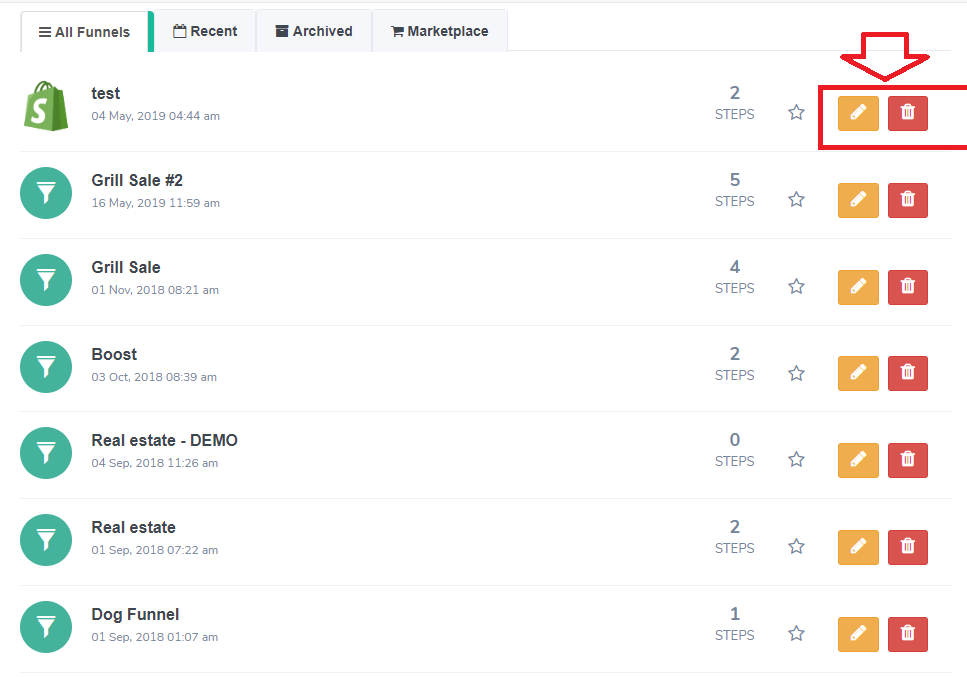 All Funnels Recent Archived Marketplace
test
04 May, 2019 04:44 am
2
STEPS
Grill Sale #2
16 May, 2019 11:59 am
5
STEPS
Grill Sale
01 Nov, 2018 08:21 am
4
STEPS
Boost
03 Oct, 2018 08:39 am
2
STEPS
Real estate - DEMO
04 Sep, 2018 11:26 am
0
STEPS
Real estate
01 Sep, 2018 07:22 am
2
STEPS
Dog Funnel
01 Sep, 2018 01:07 am
1
STEPS